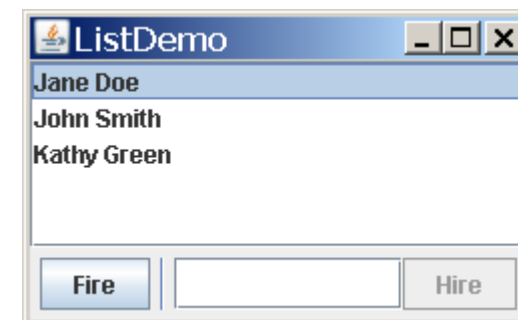 ListDemo
Jane Doe
John Smith
Kathy Green
Fire Hire